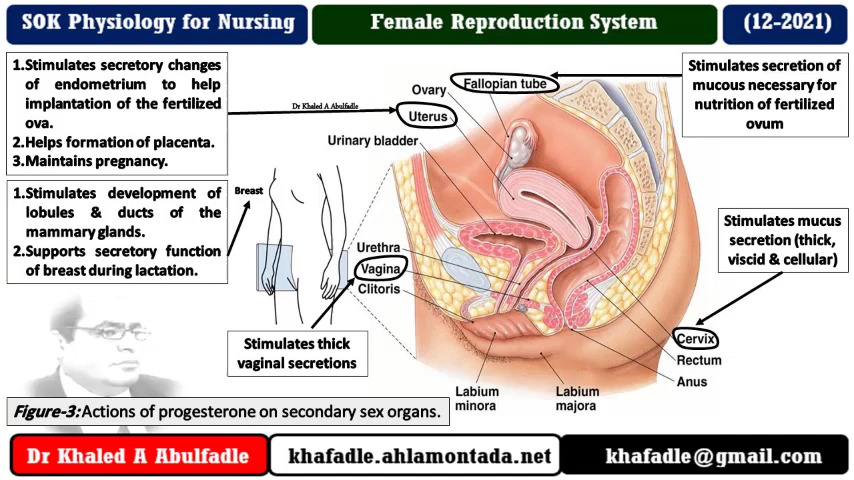 SOK Physiology for Nursing
Female Reproduction System
(12-2021)
1.Stimulates secretory changes
of endometrium to help
implantation of the fertilized
ova.
2.Helps formation of placenta.
3.Maintains pregnancy.
1.Stimulates development of
lobules & ducts of the
mammary glands.
2.Supports secretory function
of breast during lactation.
Breast
Dr Khaled A Abulfadle
Ovary
Fallopian tube
Uterus
Urinary bladder
Stimulates secretion of
mucous necessary for
nutrition of fertilized
ovum
Urethra
Vagina
Clitoris
Stimulates mucus
secretion (thick,
viscid & cellular)
Stimulates thick
vaginal secretions
Cervix
Rectum
Anus
Labium
minora
Labium
majora
Figure-3: Actions of progesterone on secondary sex organs.
Dr Khaled A Abulfadle
khafadle.ahlamontada.net
khafadle@gmail.com